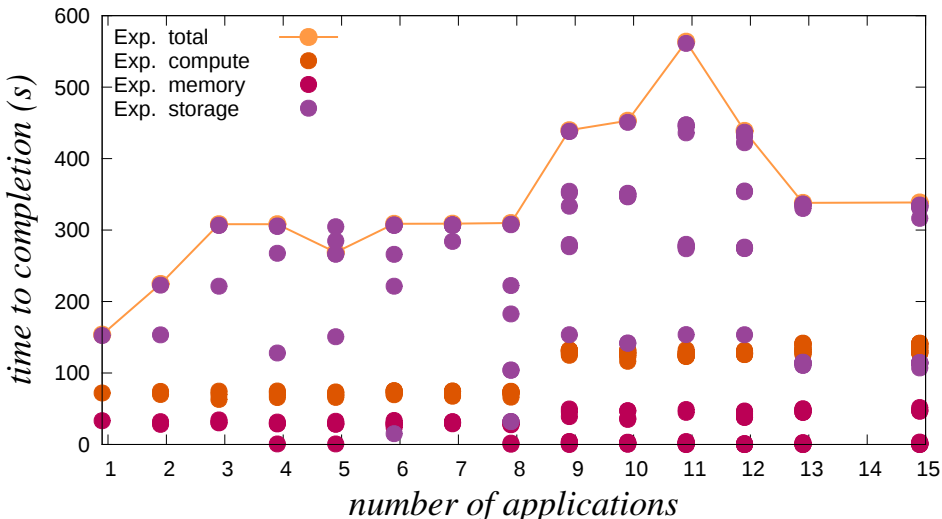 600
500
400
300
200
100
0
time to completion (s)
Exp. total
Exp. compute
Exp. memory
Exp. storage
1 2 3 4 5 6 7 8 9 10 11 12 13 14 15
number of applications